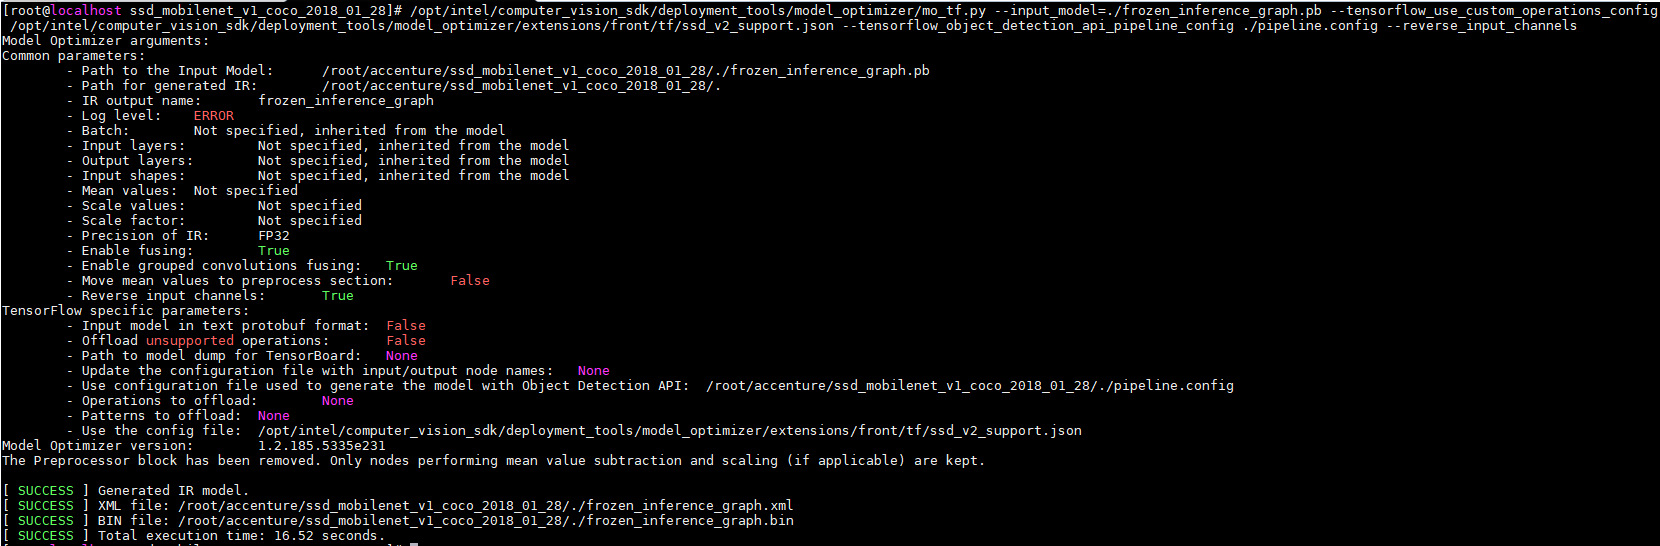 [root@localhost ssd_mobilenet_v1_coco_2018_01_28]# /opt/intel/computer_vision_sdk/deployment_tools/model_optimizer/mo_tf.py --input_model=./frozen_inference_graph.pb --tensorflow_use_custom_operations_config
/opt/intel/computer_vision_sdk/deployment_tools/model_optimizer/extensions/front/tf/ssd_v2_support.json --tensorflow_object_detection_api_pipeline_config ./pipeline.config --reverse_input_channels
Model Optimizer arguments:
Common parameters:
- Path to the Input Model: /root/accenture/ssd_mobilenet_v1_coco_2018_01_28/./frozen_inference_graph.pb
- Path for generated IR: /root/accenture/ssd_mobilenet_v1_coco_2018_01_28/.
- IR output name: frozen_inference_graph
- Log level: ERROR
- Batch: Not specified, inherited from the model
- Input layers: Not specified, inherited from the model
- Output layers: Not specified, inherited from the model
- Input shapes: Not specified, inherited from the model
- Mean values: Not specified
- Scale values: Not specified
- Scale factor: Not specified
- Precision of IR: FP32
- Enable fusing: True
- Enable grouped convolutions fusing: True
- Move mean values to preprocess section: False
- Reverse input channels: True
TensorFlow specific parameters:
- Input model in text protobuf format: False
- Offload unsupported operations: False
- Path to model dump for TensorBoard: None
- Update the configuration file with input/output node names: None
- Use configuration file used to generate the model with Object Detection API: /root/accenture/ssd_mobilenet_v1_coco_2018_01_28/./pipeline.config
- Operations to offload: None
- Patterns to offload: None
- Use the config file: /opt/intel/computer_vision_sdk/deployment_tools/model_optimizer/extensions/front/tf/ssd_v2_support.json
Model Optimizer version: 1.2.185.5335e231
The Preprocessor block has been removed. Only nodes performing mean value subtraction and scaling (if applicable) are kept.
[ SUCCESS ] Generated IR model.
[ SUCCESS ] XML file: /root/accenture/ssd_mobilenet_v1_coco_2018_01_28/./frozen_inference_graph.xml
[ SUCCESS ] BIN file: /root/accenture/ssd_mobilenet_v1_coco_2018_01_28/./frozen_inference_graph.bin
[ SUCCESS ] Total execution time: 16.52 seconds.